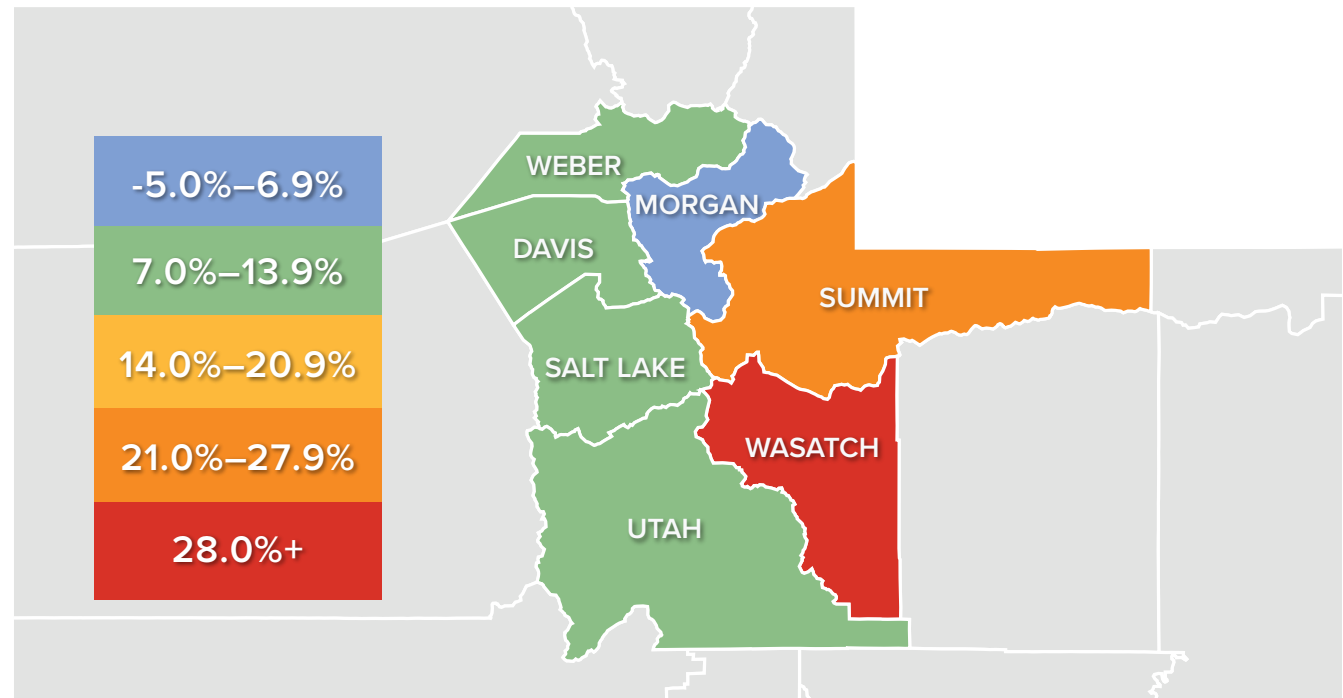 -5.0%–6.9%
7.0%–13.9%
14.0%–20.9%
21.0%–27.9%
28.0%+
WEBER
MORGAN
DAVIS
SUMMIT
SALT LAKE
WASATCH
UTAH